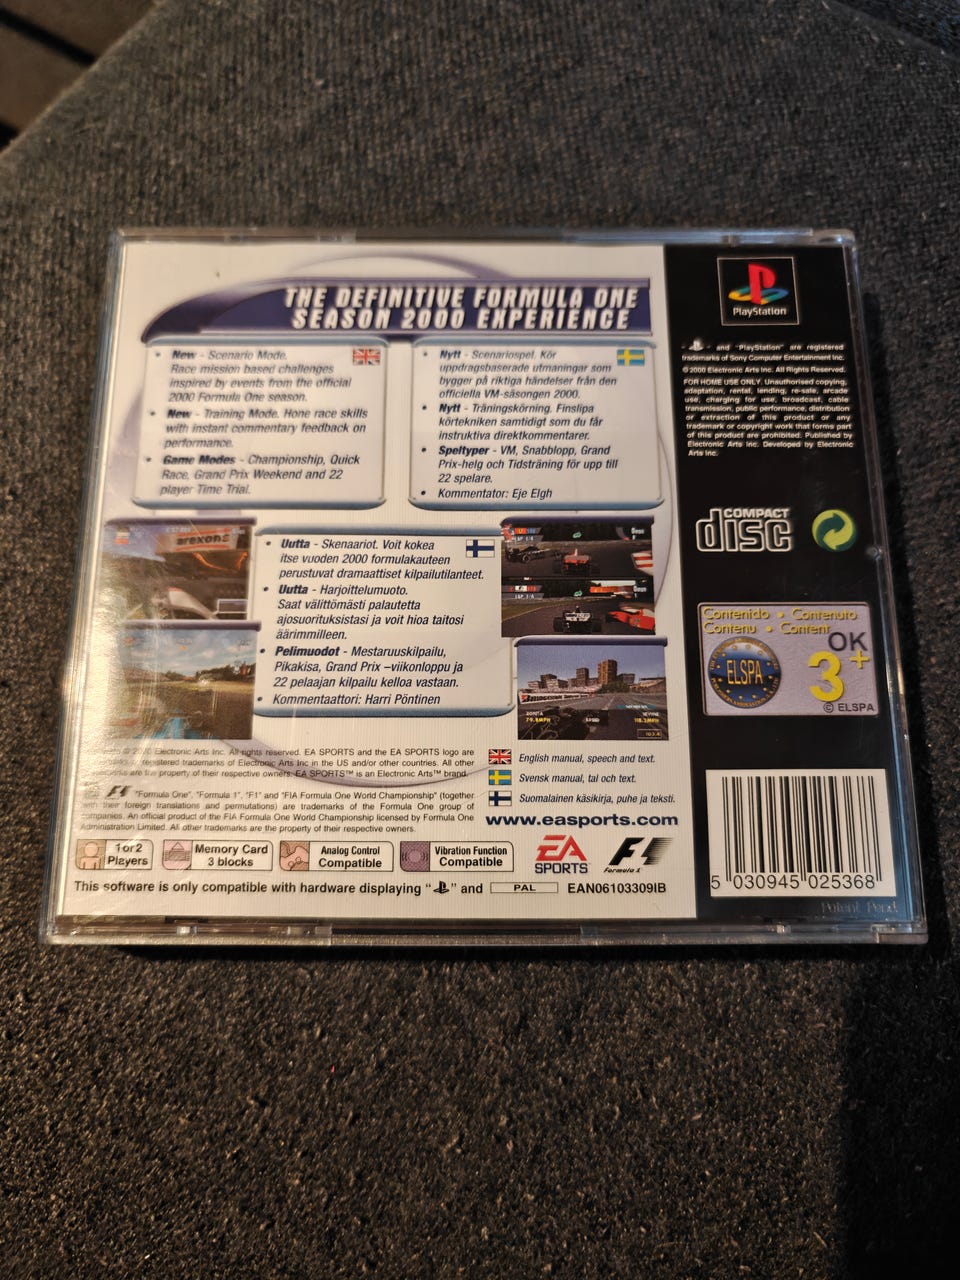 THE DEFINITIVE FORMULA ONE
SEASON 2000 EXPERIENCE
• New - Scenario Mode.
Race mission based challenges
inspired by events from the official
2000 Formula One season.
• New - Training Mode. Hone race skills
with instant commentary feedback on
performance.
• Game Modes - Championship, Quick
Race, Grand Prix Weekend and 22
player Time Trial.
• Nytt - Scenariospel. Kör
uppdragsbaserade utmaningar som
bygger på riktiga händelser från den
officiella VM-säsongen 2000.
• Nytt - Träningskörning. Finslipa
körtekniken samtidigt som du får
instruktiva direktkommentarer.
• Speltyper - VM, Snabblopp, Grand
Prix-helg och Tidsträning för upp till
22 spelare.
• Kommentator: Eje Elgh
arexons
• Uutta - Skenaariot. Voit kokea
itse vuoden 2000 formulakauteen
perustuvat dramaattiset kilpailutilanteet.
• Uutta - Harjoittelumuoto.
Saat välittömästi palautetta
ajosuorituksistasi ja voit hioa taitosi
äärimmilleen.
• Pelimuodot - Mestaruuskilpailu,
Pikakisa, Grand Prix –viikonloppu ja
22 pelaajan kilpailu kelloa vastaan.
• Kommentaattori: Harri Pöntinen
© 2000 Electronic Arts Inc. All rights reserved. EA SPORTS and the EA SPORTS logo are
registered trademarks of Electronic Arts Inc in the US and/or other countries. All other
are the property of their respective owners. EA SPORTS™ is an Electronic Arts™ brand.
F1 "Formula One", "Formula 1", "F1" and "FIA Formula One World Championship" (together
with their foreign translations and permutations) are trademarks of the Formula One group of
companies. An official product of the FIA Formula One World Championship licensed by Formula One
Administration Limited. All other trademarks are the property of their respective owners.
English manual, speech and text.
Svensk manual, tal och text.
Suomalainen käsikirja, puhe ja teksti.
www.easports.com
1 or 2
Players
Memory Card
3 blocks
Analog Control
Compatible
Vibration Function
Compatible
EA
SPORTS
F1
Formula 1
This software is only compatible with hardware displaying " " and PAL EAN06103309IB
PlayStation
" " and "PlayStation" are registered
trademarks of Sony Computer Entertainment Inc.
© 2000 Electronic Arts Inc. All Rights Reserved.
FOR HOME USE ONLY. Unauthorised copying,
adaptation, rental, lending, re-sale, arcade
use, charging for use, broadcast, cable
transmission, public performance, distribution
or extraction of this product or any
trademark or copyright work that forms part
of this product are prohibited. Published by
Electronic Arts Inc. Developed by Electronic
Arts Inc.
COMPACT
disc
Contenido • Contenuto
Contenu • Content
ELSPA
OK
3+
© ELSPA
5 030945 025368
Patent Pend.